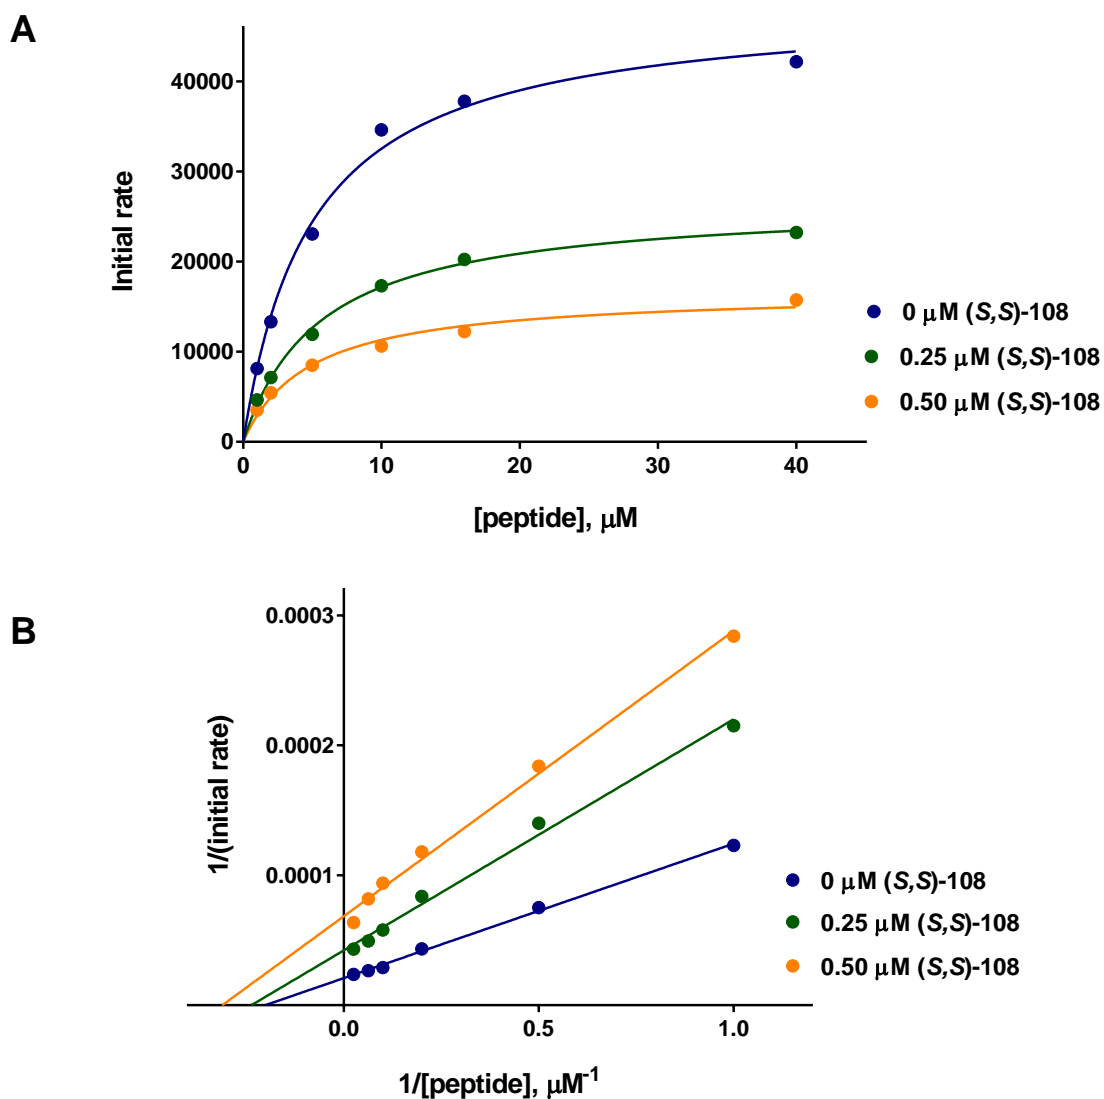 A
Initial rate
40000
30000
20000
10000
0
0 10 20 30 40
[peptide], μM
0 μM (S,S)-108
0.25 μM (S,S)-108
0.50 μM (S,S)-108
B
1/(initial rate)
0.0003
0.0002
0.0001
0.0 0.5 1.0
1/[peptide], μM⁻¹
0 μM (S,S)-108
0.25 μM (S,S)-108
0.50 μM (S,S)-108